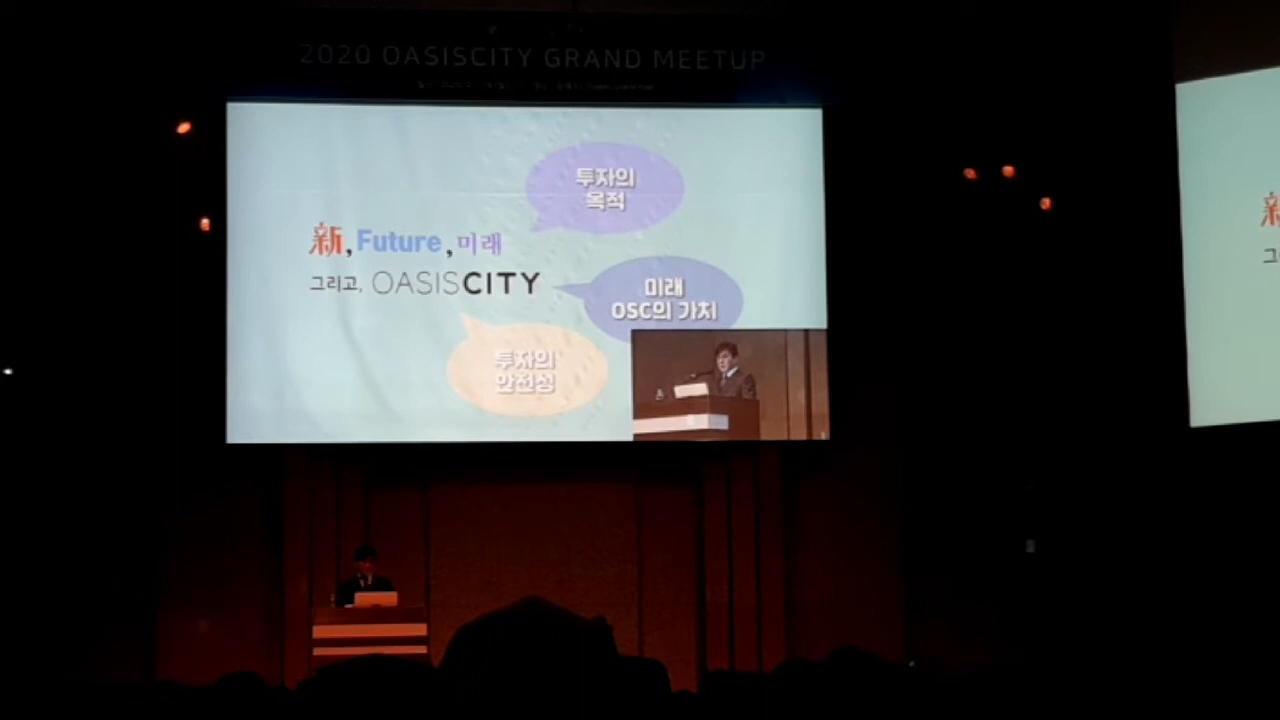 2020 OASISCITY GRAND MEETUP
투자의
목적
新, Future, 미래
그리고, OASISCITY
미래
OSC의 가치
투자의
안전성
新